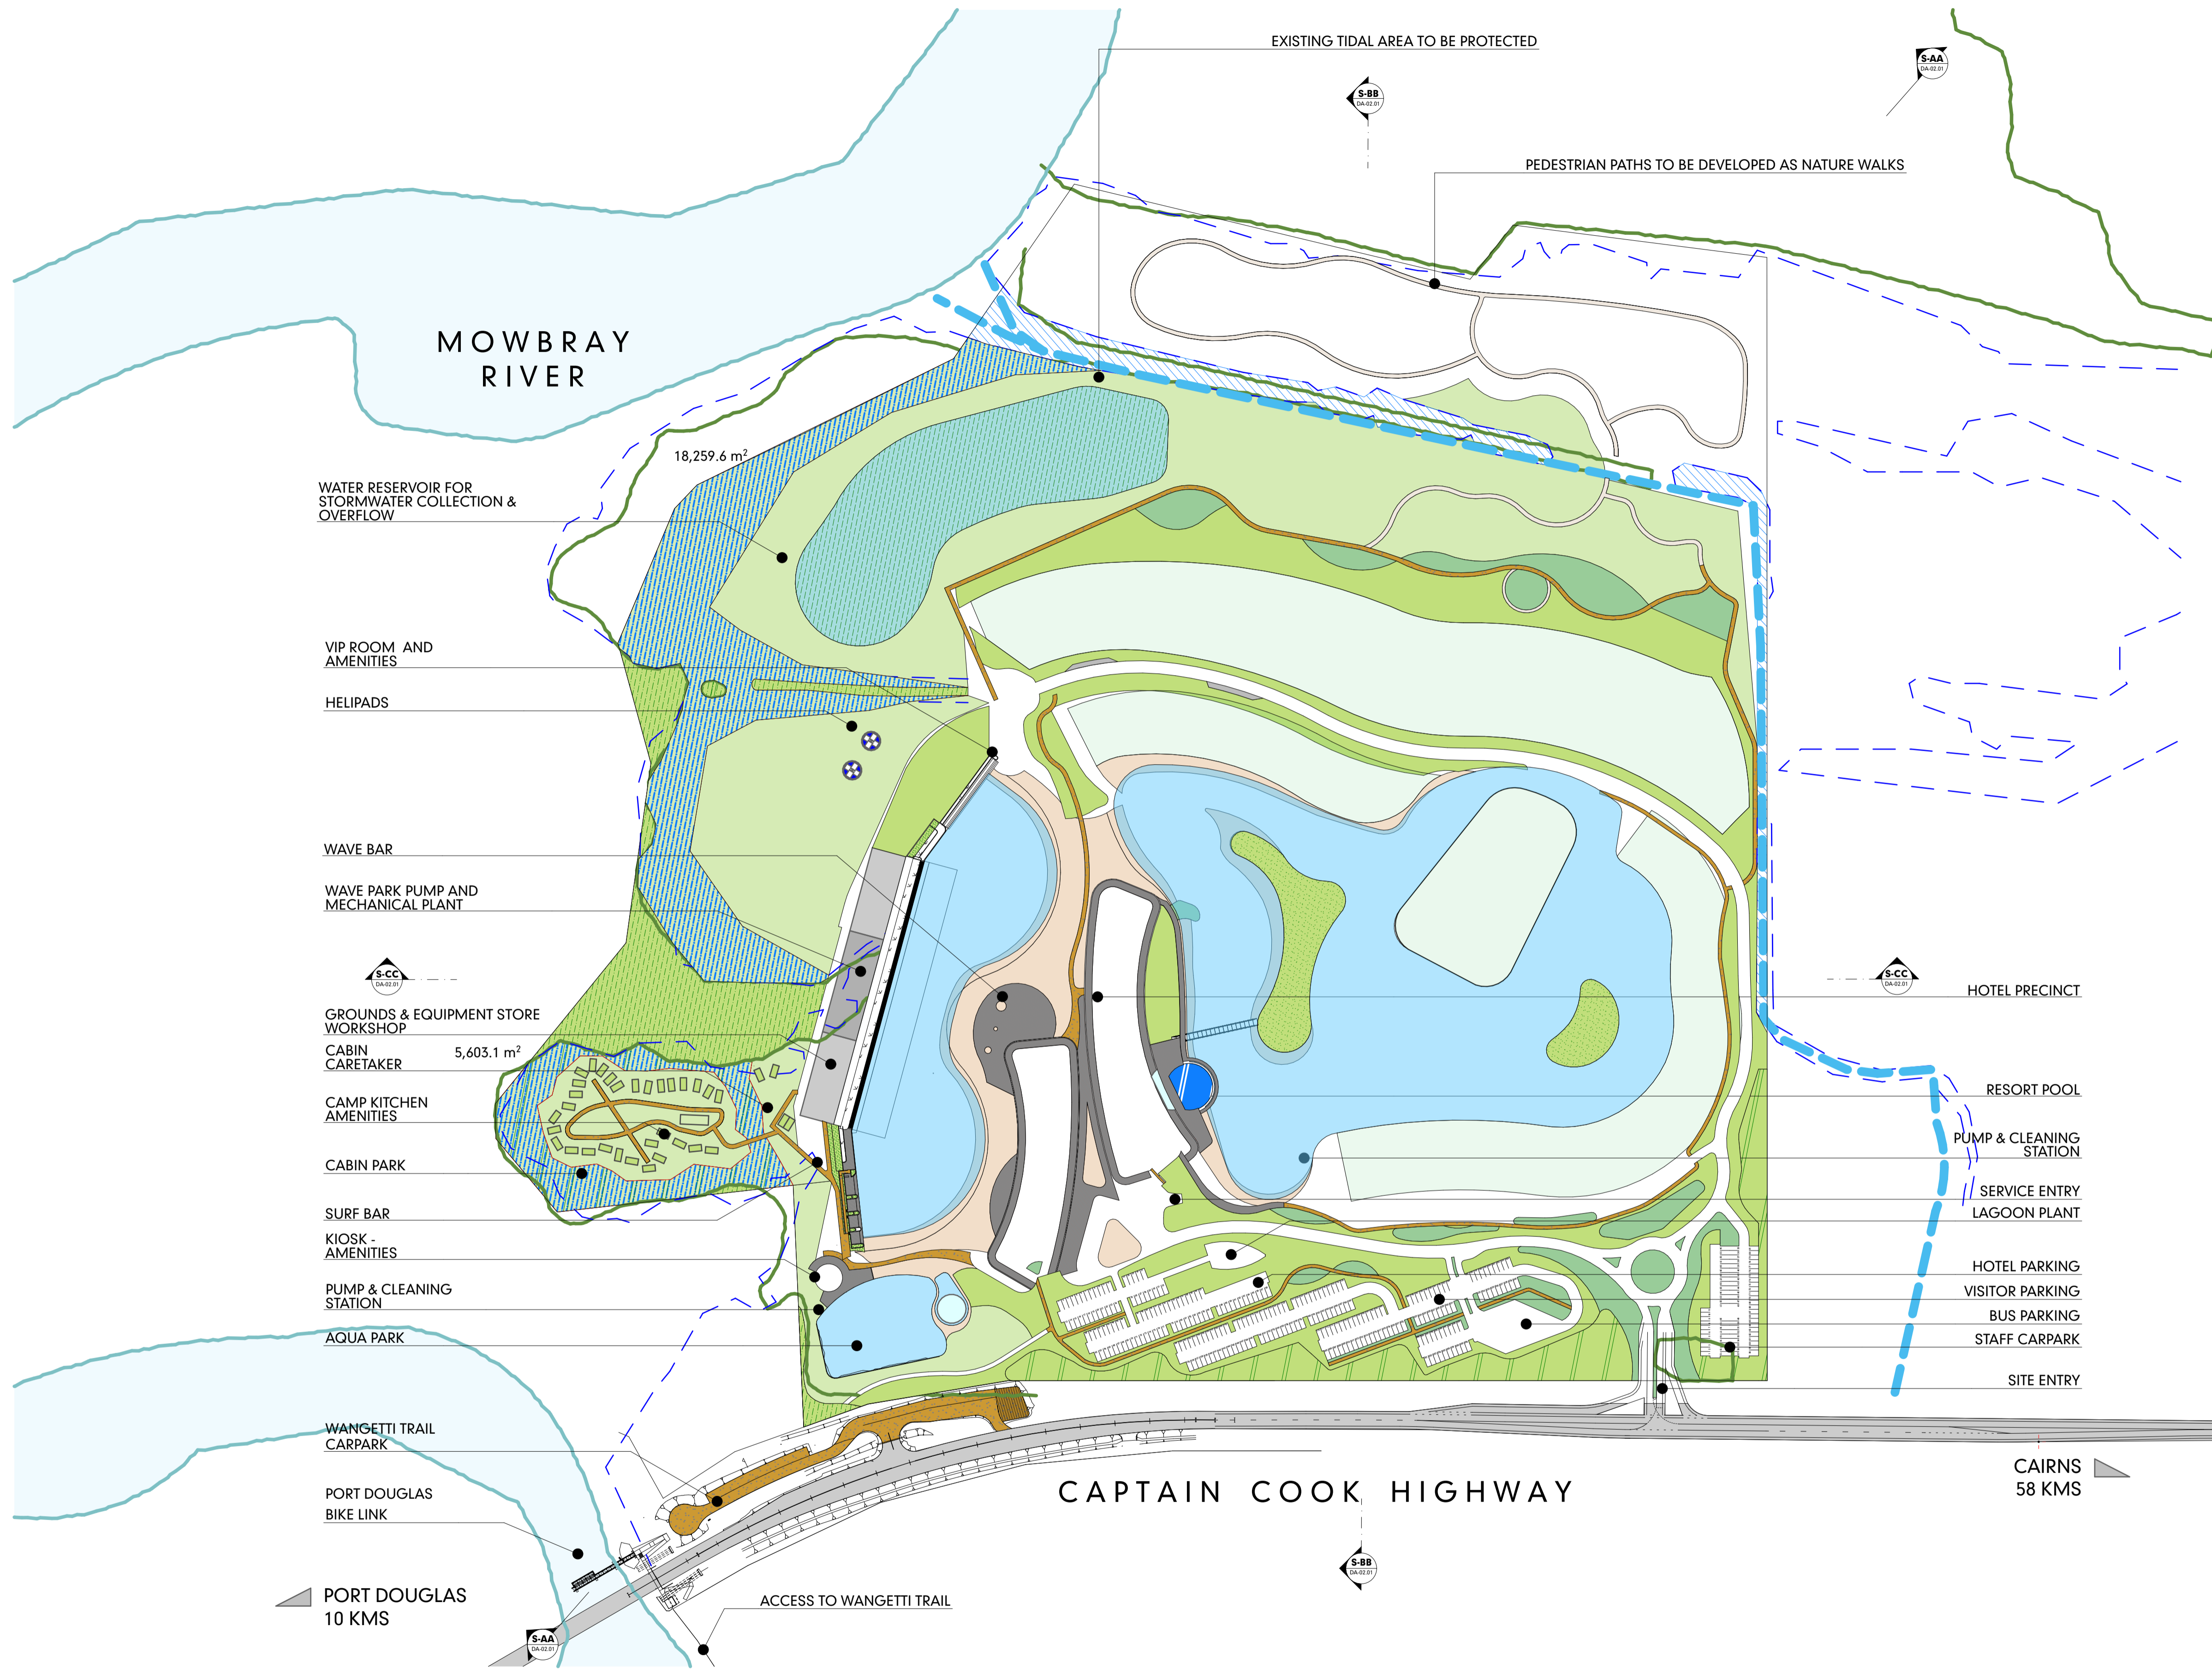 EXISTING TIDAL AREA TO BE PROTECTED
S-AA
DA-02.01
S-BB
DA-02.01
PEDESTRIAN PATHS TO BE DEVELOPED AS NATURE WALKS
MOWBRAY
RIVER
18,259.6 m²
WATER RESERVOIR FOR
STORMWATER COLLECTION &
OVERFLOW
VIP ROOM AND
AMENITIES
HELIPADS
WAVE BAR
WAVE PARK PUMP AND
MECHANICAL PLANT
S-CC
DA-02.01
GROUNDS & EQUIPMENT STORE
WORKSHOP
CABIN
CARETAKER
5,603.1 m²
CAMP KITCHEN
AMENITIES
CABIN PARK
SURF BAR
KIOSK -
AMENITIES
PUMP & CLEANING
STATION
AQUA PARK
WANGETTI TRAIL
CARPARK
PORT DOUGLAS
BIKE LINK
S-CC
DA-02.01
HOTEL PRECINCT
RESORT POOL
PUMP & CLEANING
STATION
SERVICE ENTRY
LAGOON PLANT
HOTEL PARKING
VISITOR PARKING
BUS PARKING
STAFF CARPARK
SITE ENTRY
CAPTAIN COOK HIGHWAY
CAIRNS
58 KMS
PORT DOUGLAS
10 KMS
S-AA
DA-02.01
ACCESS TO WANGETTI TRAIL
S-BB
DA-02.01